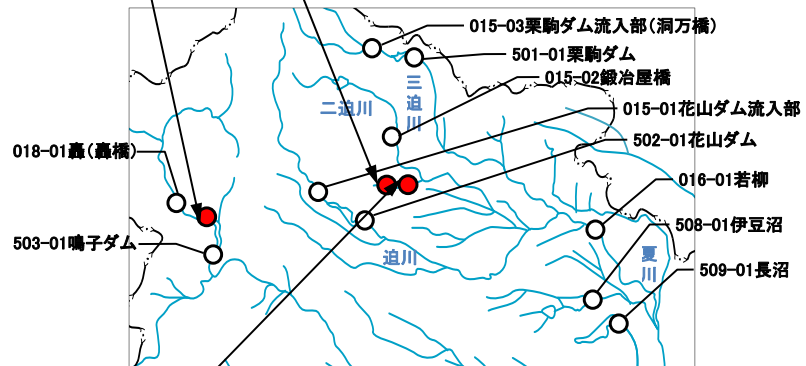 015-03栗駒ダム流入部（洞万橋）
501-01栗駒ダム
015-02鍛冶屋橋
三迫川
二迫川
015-01花山ダム流入部
502-01花山ダム
018-01轟（轟橋）
016-01若柳
508-01伊豆沼
503-01鳴子ダム
迫川
夏川
509-01長沼